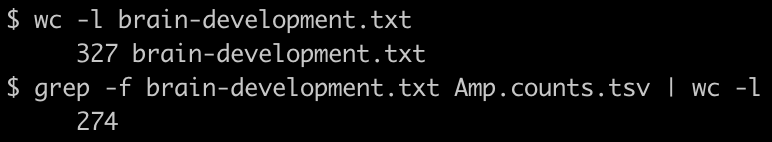 $ wc -l brain-development.txt
327 brain-development.txt
$ grep -f brain-development.txt Amp.counts.tsv | wc -l
274